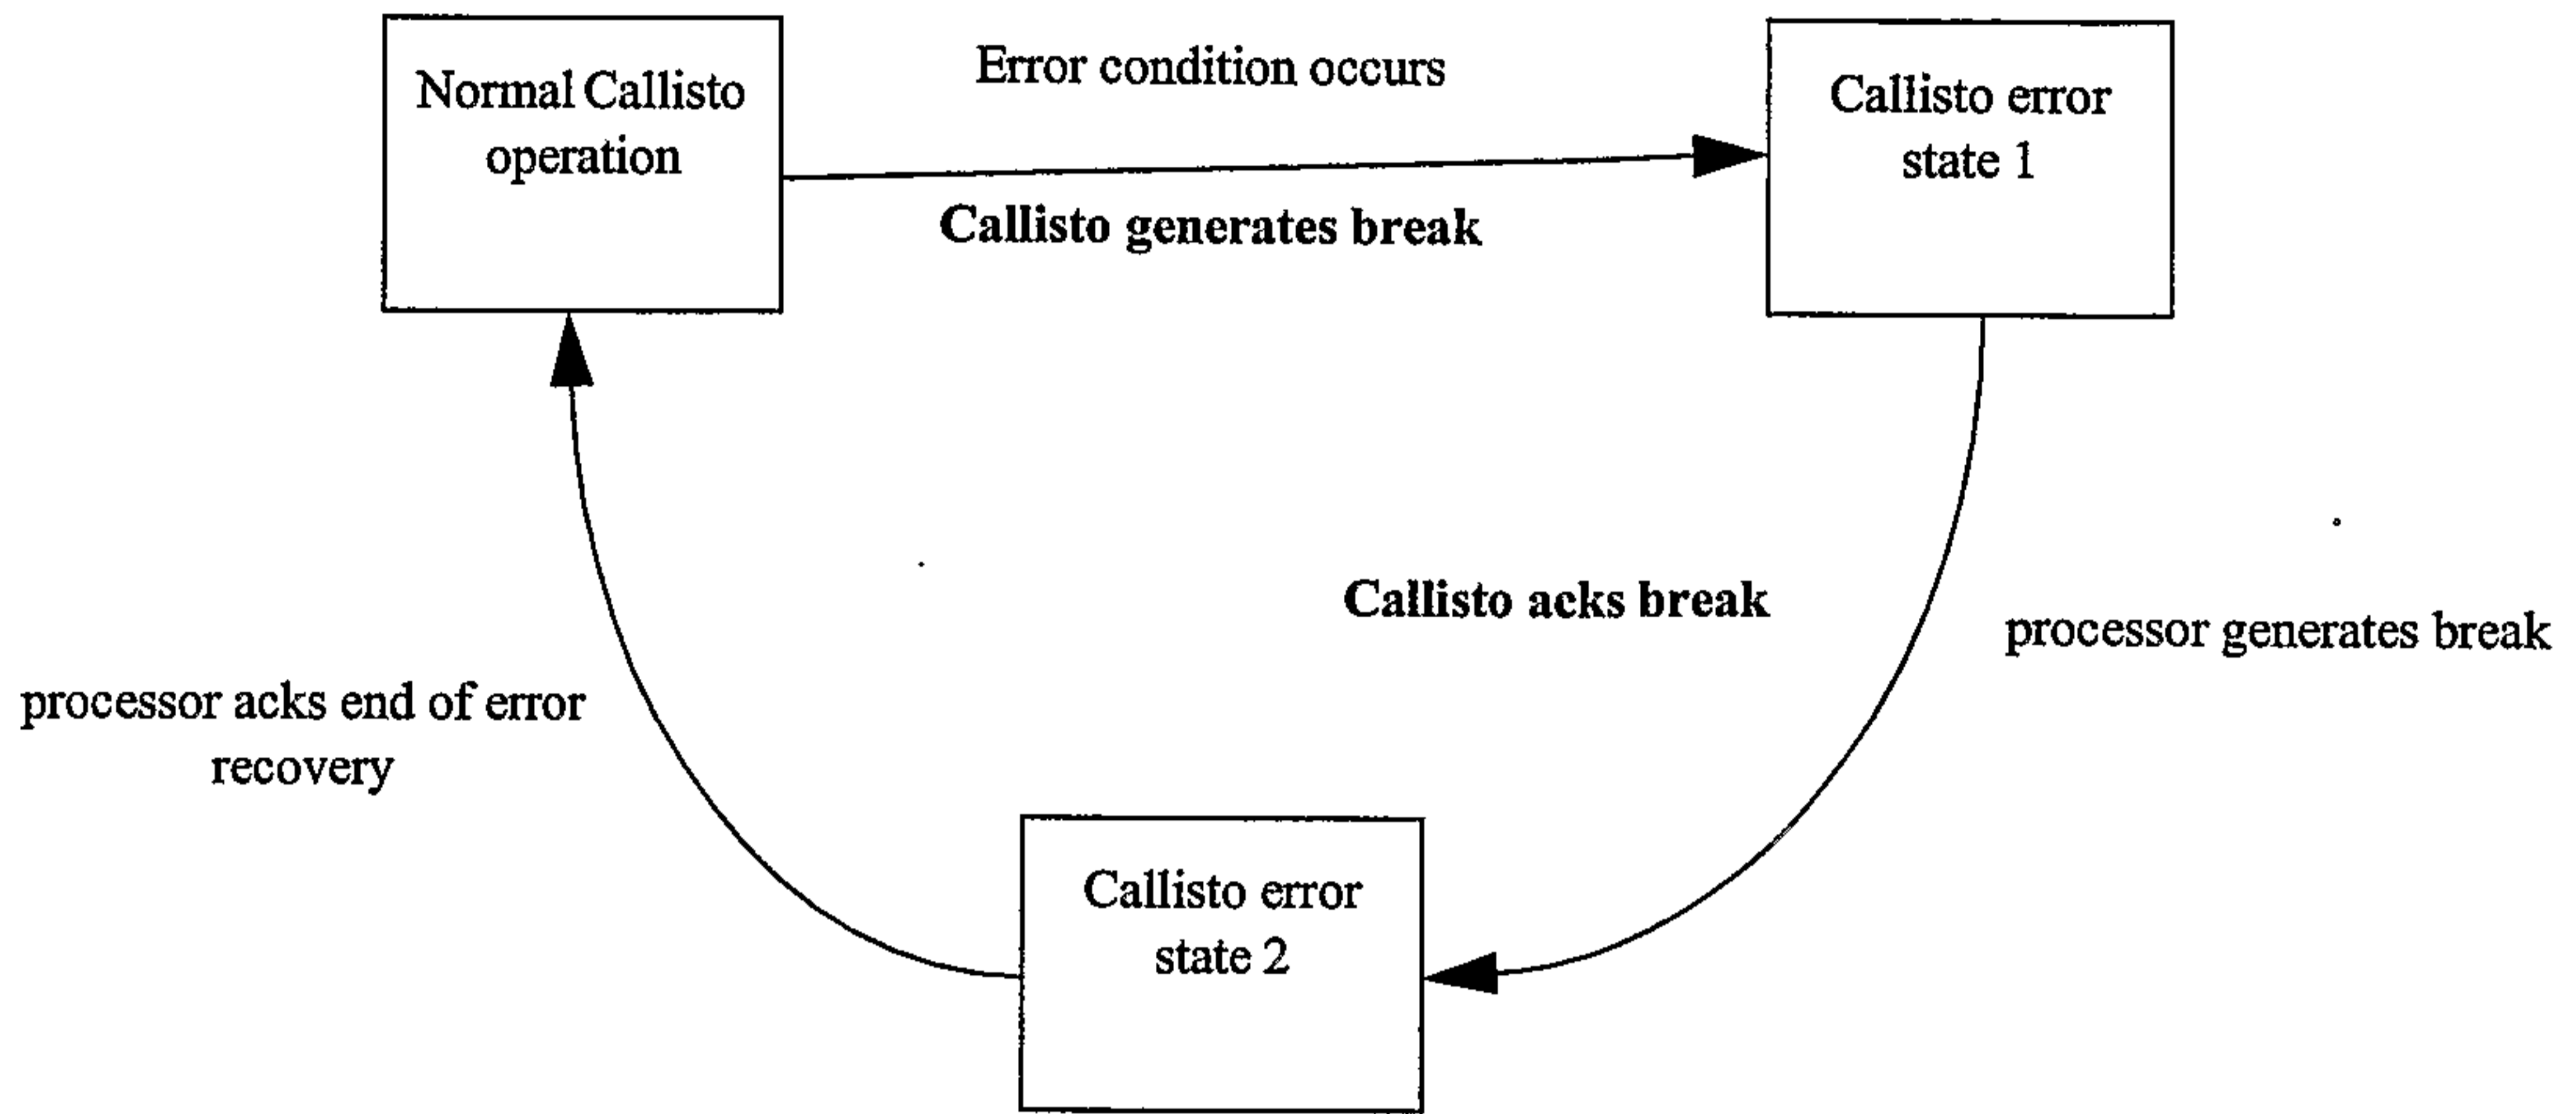 Normal Callisto
operation
Error condition occurs
Callisto generates break
Callisto error
state 1
Callisto acks break
processor generates break
processor acks end of error
recovery
Callisto error
state 2